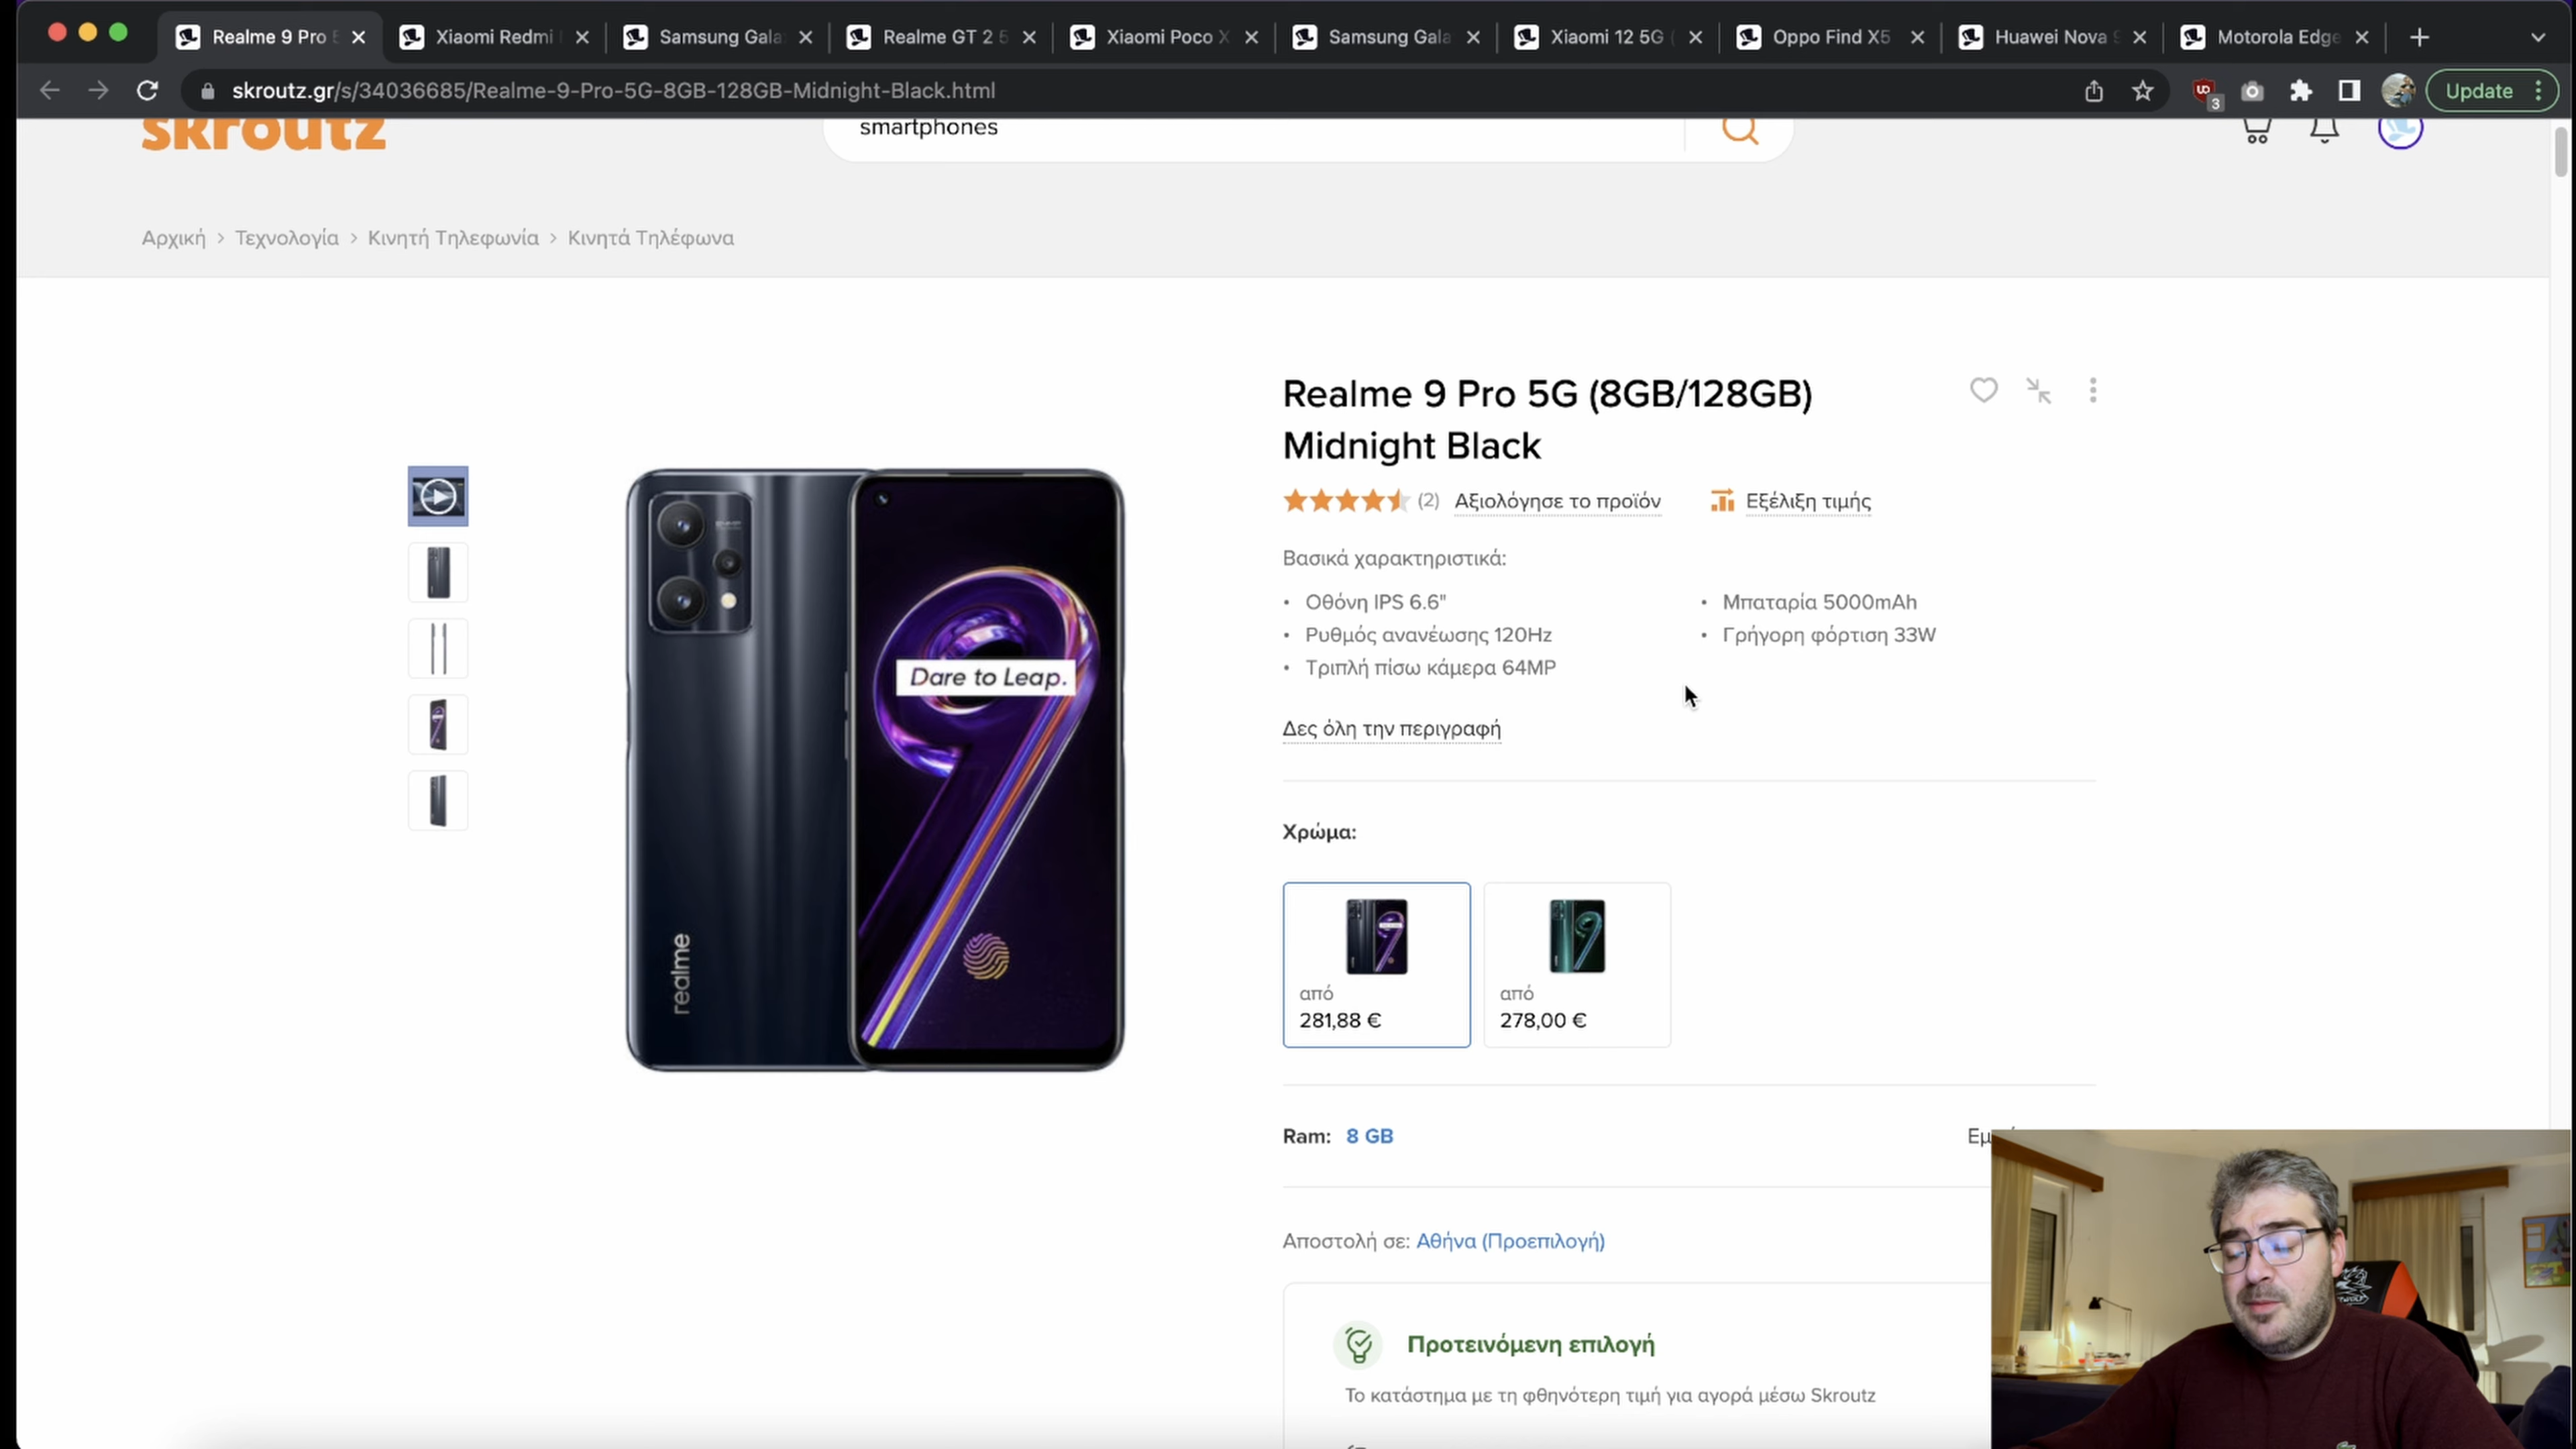 Realme 9 Pro
Xiaomi Redmi
Samsung Gala
Realme GT 2 5
Xiaomi Poco X
Samsung Gala
Xiaomi 12 5G
Oppo Find X5
Huawei Nova 9
Motorola Edge
skroutz.gr/s/34036685/Realme-9-Pro-5G-8GB-128GB-Midnight-Black.html
3
Update
skroutz
smartphones
Αρχική > Τεχνολογία > Κινητή Τηλεφωνία > Κινητά Τηλέφωνα
Realme 9 Pro 5G (8GB/128GB)
Midnight Black
(2) Αξιολόγησε το προϊόν
Εξέλιξη τιμής
Βασικά χαρακτηριστικά:
• Οθόνη IPS 6.6"
• Ρυθμός ανανέωσης 120Hz
• Τριπλή πίσω κάμερα 64MP
• Μπαταρία 5000mAh
• Γρήγορη φόρτιση 33W
Δες όλη την περιγραφή
Dare to Leap.
realme
Χρώμα:
από
281,88 €
από
278,00 €
Ram: 8 GB
Αποστολή σε: Αθήνα (Προεπιλογή)
Προτεινόμενη επιλογή
Το κατάστημα με τη φθηνότερη τιμή για αγορά μέσω Skroutz